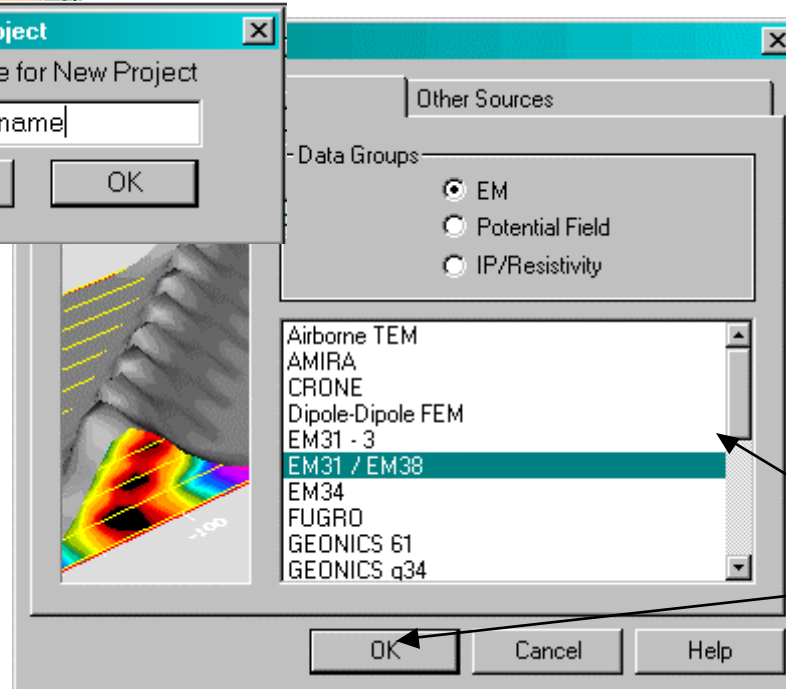 oject
e for New Project
name
OK
Other Sources
Data Groups
EM
Potential Field
IP/Resistivity
Airborne TEM
AMIRA
CRONE
Dipole-Dipole FEM
EM31 - 3
EM31 / EM38
EM34
FUGRO
GEONICS 61
GEONICS g34
-100
OK
Cancel
Help